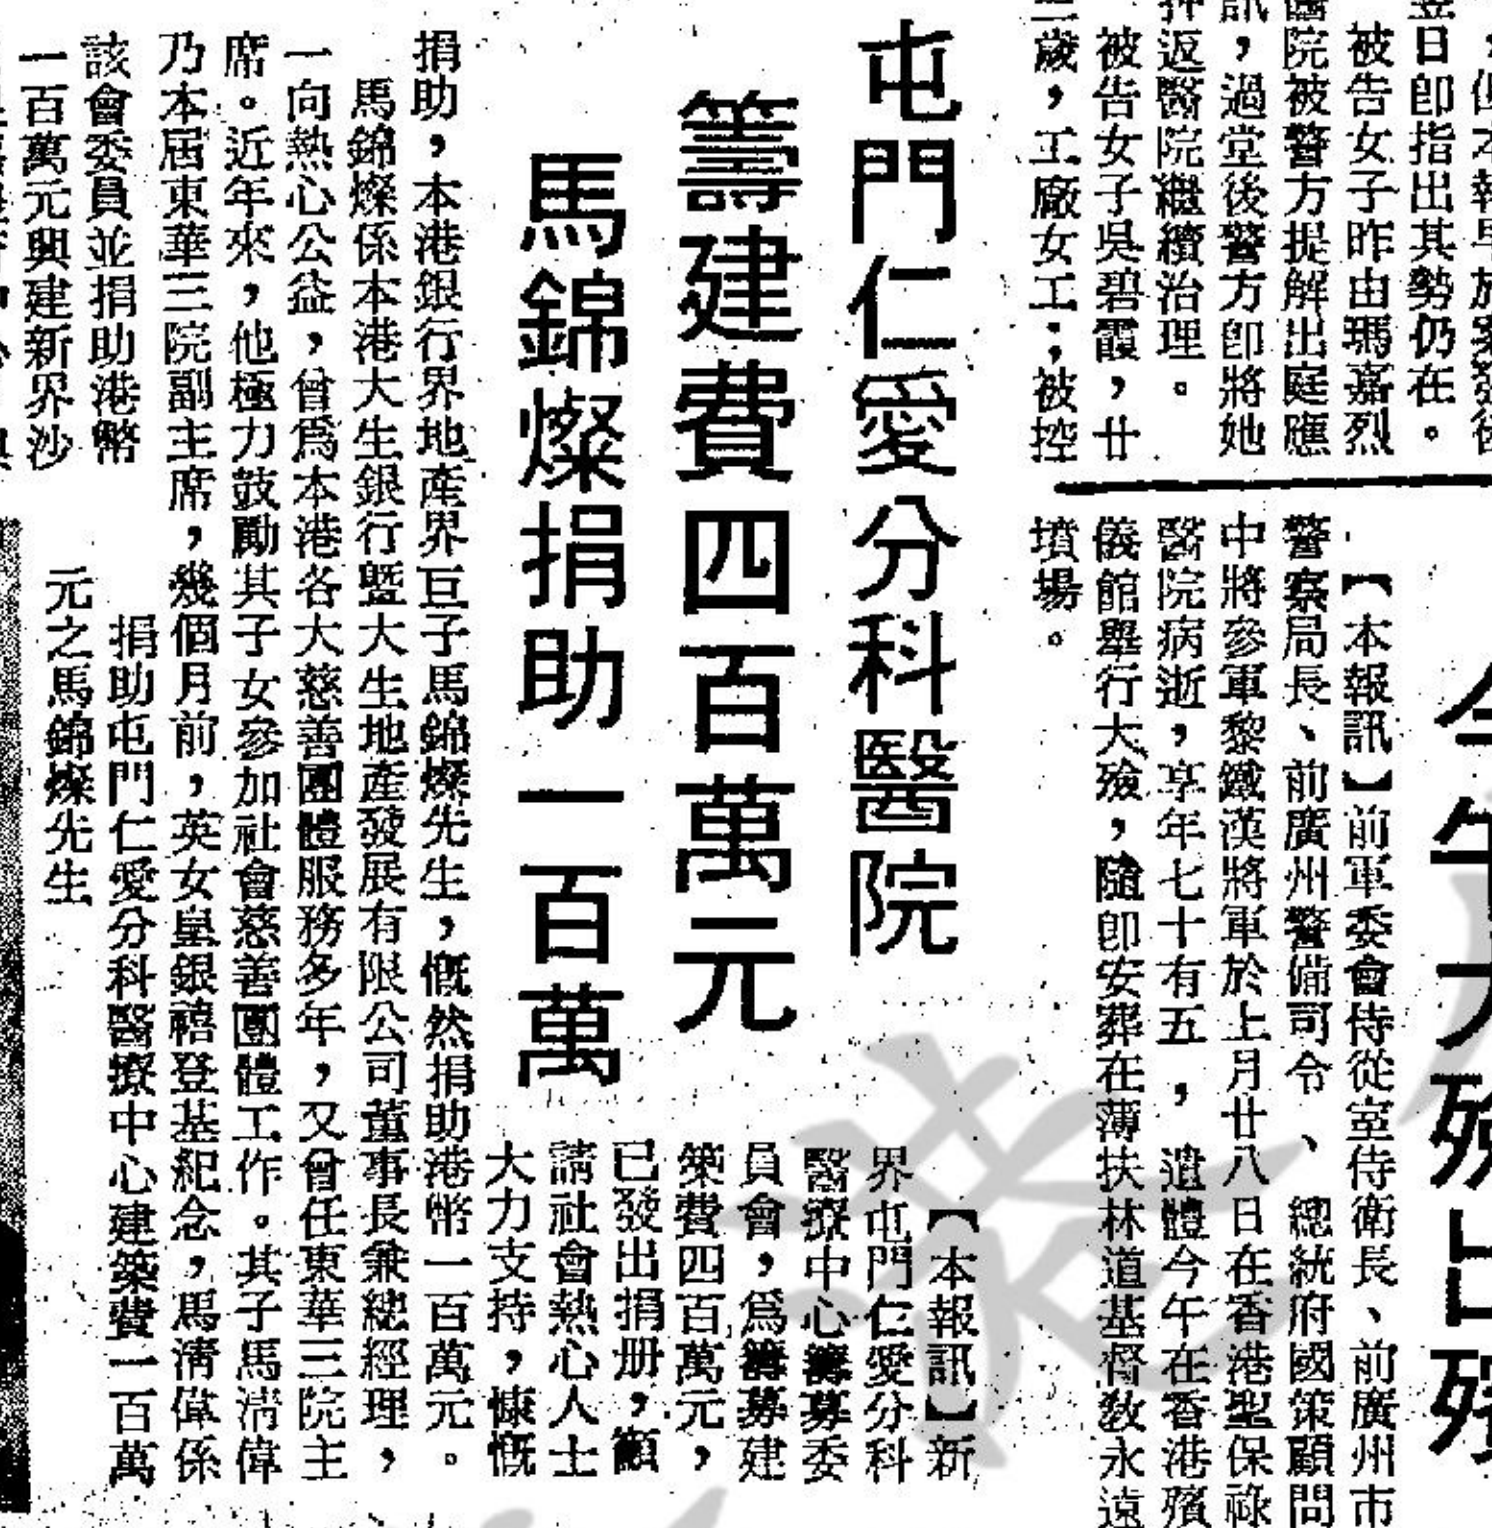 翌日即指出其勢仍在。
被告女子昨由瑪嘉烈
醫院被警方提解出庭應
訊，過堂後警方即將她
押返醫院繼續治理。
被告女子吳碧霞，廿
三歲，工廠女工；被控
【本報訊】前軍委會侍從室侍衛長、前廣州市
警察局長、前廣州警備司令、總統府國策顧問
中將參軍黎鐵漢將軍於上月廿八日在香港聖保祿
醫院病逝，享年七十有五，遺體今午在香港殯
儀館舉行大殮，隨即安葬在薄扶林道基督教永遠
墳場。
屯門仁愛分科醫院
籌建費四百萬元
馬錦燦捐助一百萬
【本報訊】新
界屯門仁愛分科
醫療中心籌募委
員會，爲籌募建
築費四百萬元，
已發出捐册，籲
請社會熱心人士
大力支持，慷慨
捐助，本港銀行界地產界巨子馬錦燦先生，慨然捐助港幣一百萬元。
馬錦燦係本港大生銀行曁大生地產發展有限公司董事長兼總經理，
一向熱心公益，曾爲本港各大慈善團體服務多年，又曾任東華三院主
席。近年來，他極力鼓勵其子女參加社會慈善團體工作。其子馬清偉
乃本屆東華三院副主席，幾個月前，英女皇銀禧登基紀念，馬清偉係
該會委員並捐助港幣
一百萬元興建新界沙
捐助屯門仁愛分科醫療中心建築費一百萬
元之馬錦燦先生